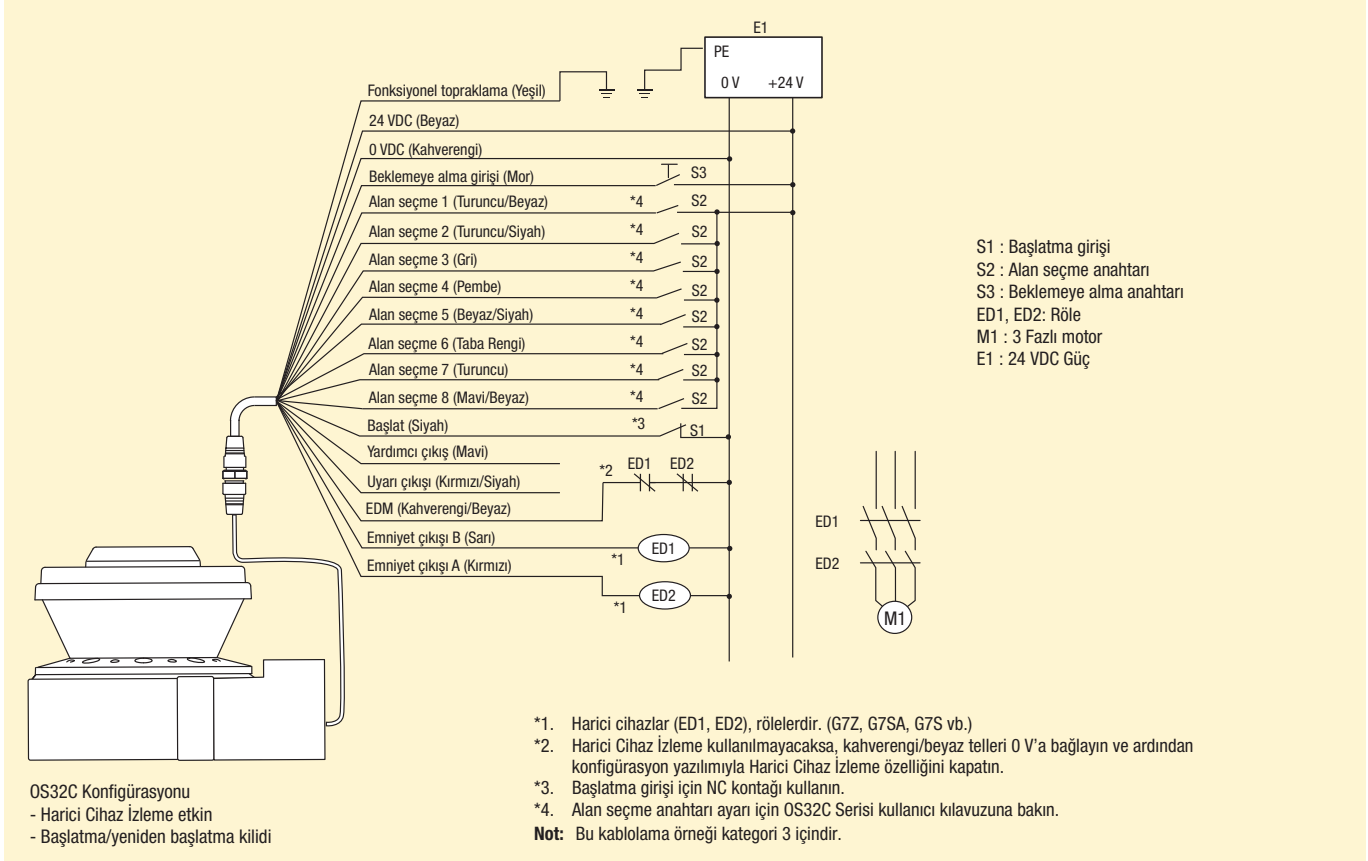 E1
PE
0 V +24 V
Fonksiyonel topraklama (Yeşil)
24 VDC (Beyaz)
0 VDC (Kahverengi)
Beklemeye alma girişi (Mor) S3
Alan seçme 1 (Turuncu/Beyaz) *4 S2
Alan seçme 2 (Turuncu/Siyah) *4 S2
Alan seçme 3 (Gri) *4 S2
Alan seçme 4 (Pembe) *4 S2
Alan seçme 5 (Beyaz/Siyah) *4 S2
Alan seçme 6 (Taba Rengi) *4 S2
Alan seçme 7 (Turuncu) *4 S2
Alan seçme 8 (Mavi/Beyaz) *4 S2
Başlat (Siyah) *3 S1
Yardımcı çıkış (Mavi)
*2 ED1 ED2
Uyarı çıkışı (Kırmızı/Siyah)
EDM (Kahverengi/Beyaz)
Emniyet çıkışı B (Sarı) *1 ED1
Emniyet çıkışı A (Kırmızı) *1 ED2
S1 : Başlatma girişi
S2 : Alan seçme anahtarı
S3 : Beklemeye alma anahtarı
ED1, ED2: Röle
M1 : 3 Fazlı motor
E1 : 24 VDC Güç
ED1
ED2
M1
OS32C Konfigürasyonu
- Harici Cihaz İzleme etkin
- Başlatma/yeniden başlatma kilidi
*1. Harici cihazlar (ED1, ED2), rölelerdir. (G7Z, G7SA, G7S vb.)
*2. Harici Cihaz İzleme kullanılmayacaksa, kahverengi/beyaz telleri 0 V’a bağlayın ve ardından
konfigürasyon yazılımıyla Harici Cihaz İzleme özelliğini kapatın.
*3. Başlatma girişi için NC kontağı kullanın.
*4. Alan seçme anahtarı ayarı için OS32C Serisi kullanıcı kılavuzuna bakın.
Not: Bu kablolama örneği kategori 3 içindir.